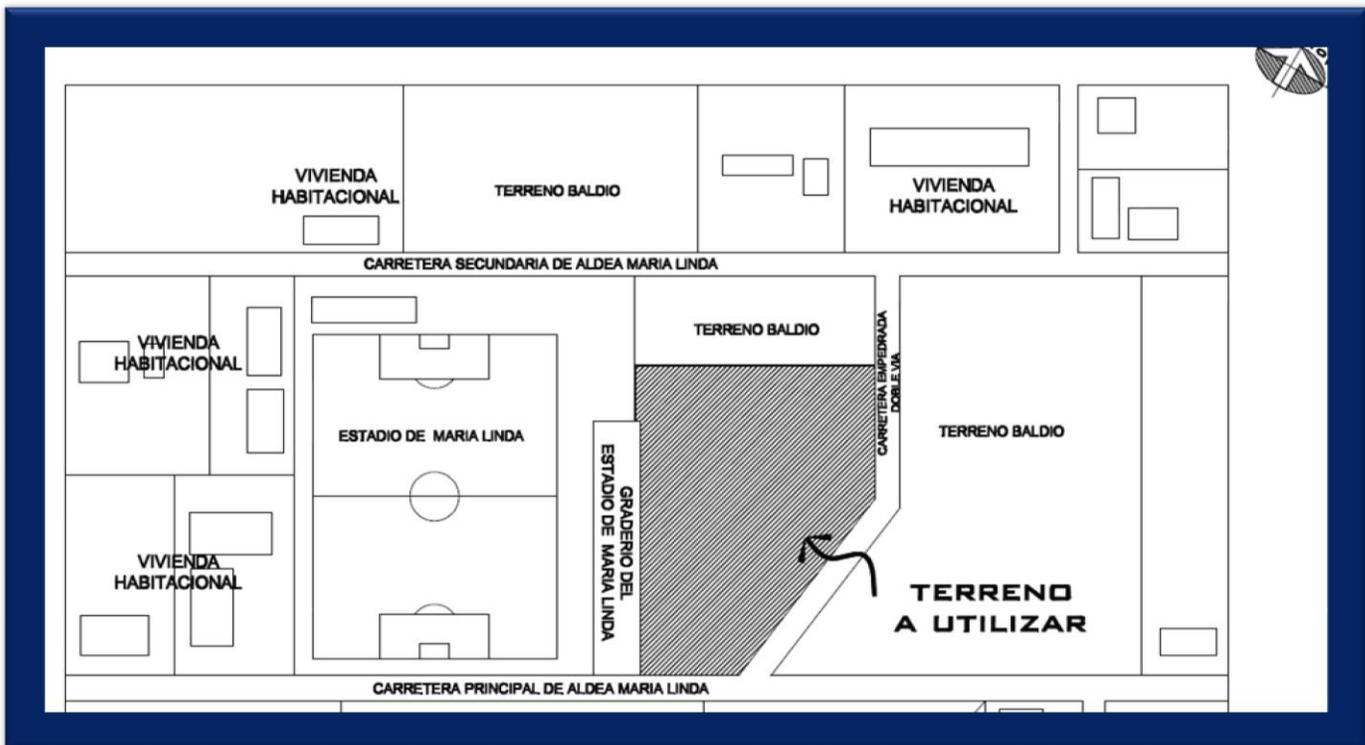 VIVIENDA
HABITACIONAL
TERRENO BALDIO
VIVIENDA
HABITACIONAL
CARRETERA SECUNDARIA DE ALDEA MARIA LINDA
VIVIENDA
HABITACIONAL
ESTADIO DE MARIA LINDA
TERRENO BALDIO
CARRETERA EMPEDRADA
DOBLE VIA
TERRENO BALDIO
GRADERIO DEL
ESTADIO DE MARIA LINDA
VIVIENDA
HABITACIONAL
TERRENO
A UTILIZAR
CARRETERA PRINCIPAL DE ALDEA MARIA LINDA